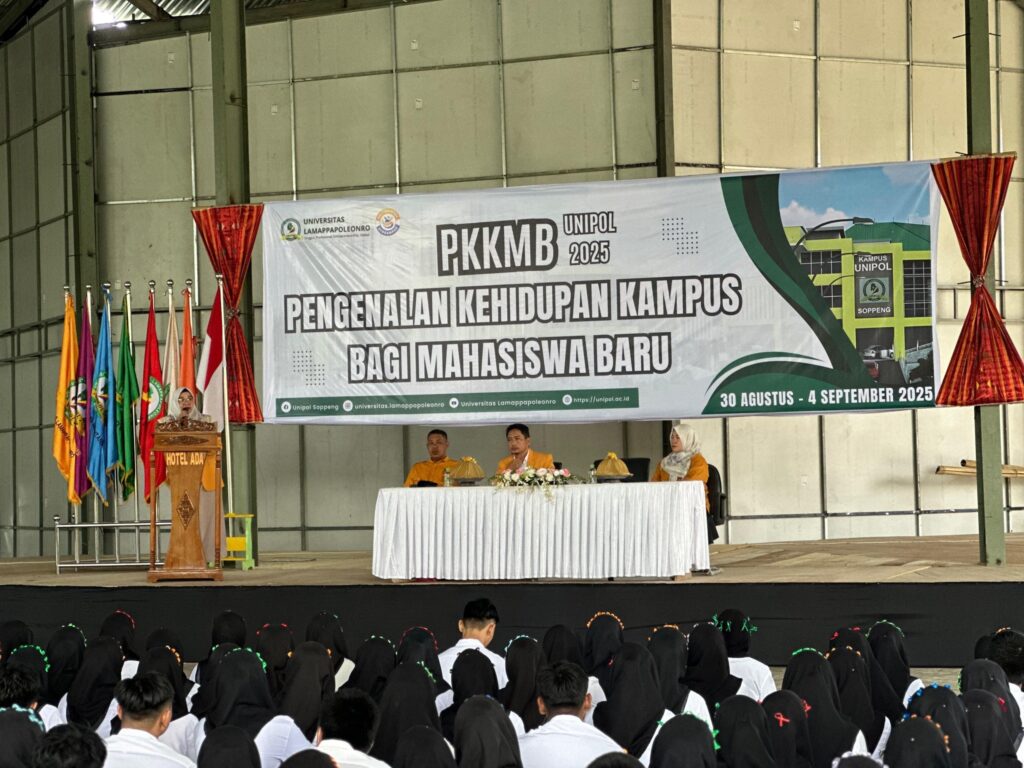 UNIVERSITAS
LAMAPPAPOLEONRO
PKKMB
UNIPOL
2025
PENGENALAN KEHIDUPAN KAMPUS
BAGI MAHASISWA BARU
KAMPUS
UNIPOL
SOPPENG
Unipol Soppeng
universitas.lamappapoleonro
Universitas Lamappapoleonro
https://unipol.ac.id
30 AGUSTUS - 4 SEPTEMBER 2025
HOTEL ADA